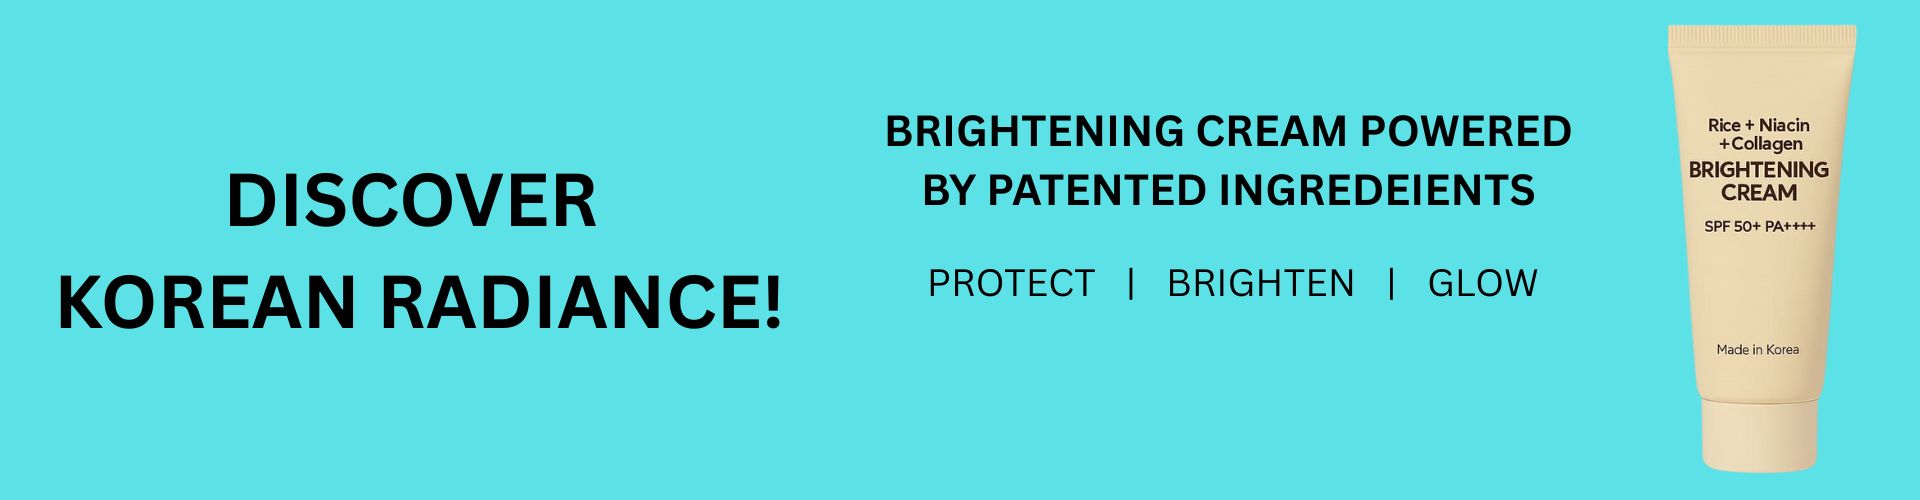 DISCOVER
KOREAN RADIANCE!
BRIGHTENING CREAM POWERED
BY PATENTED INGREDEIENTS
PROTECT | BRIGHTEN | GLOW
Rice + Niacin
+Collagen
BRIGHTENING
CREAM
SPF 50+ PA++++
Made in Korea